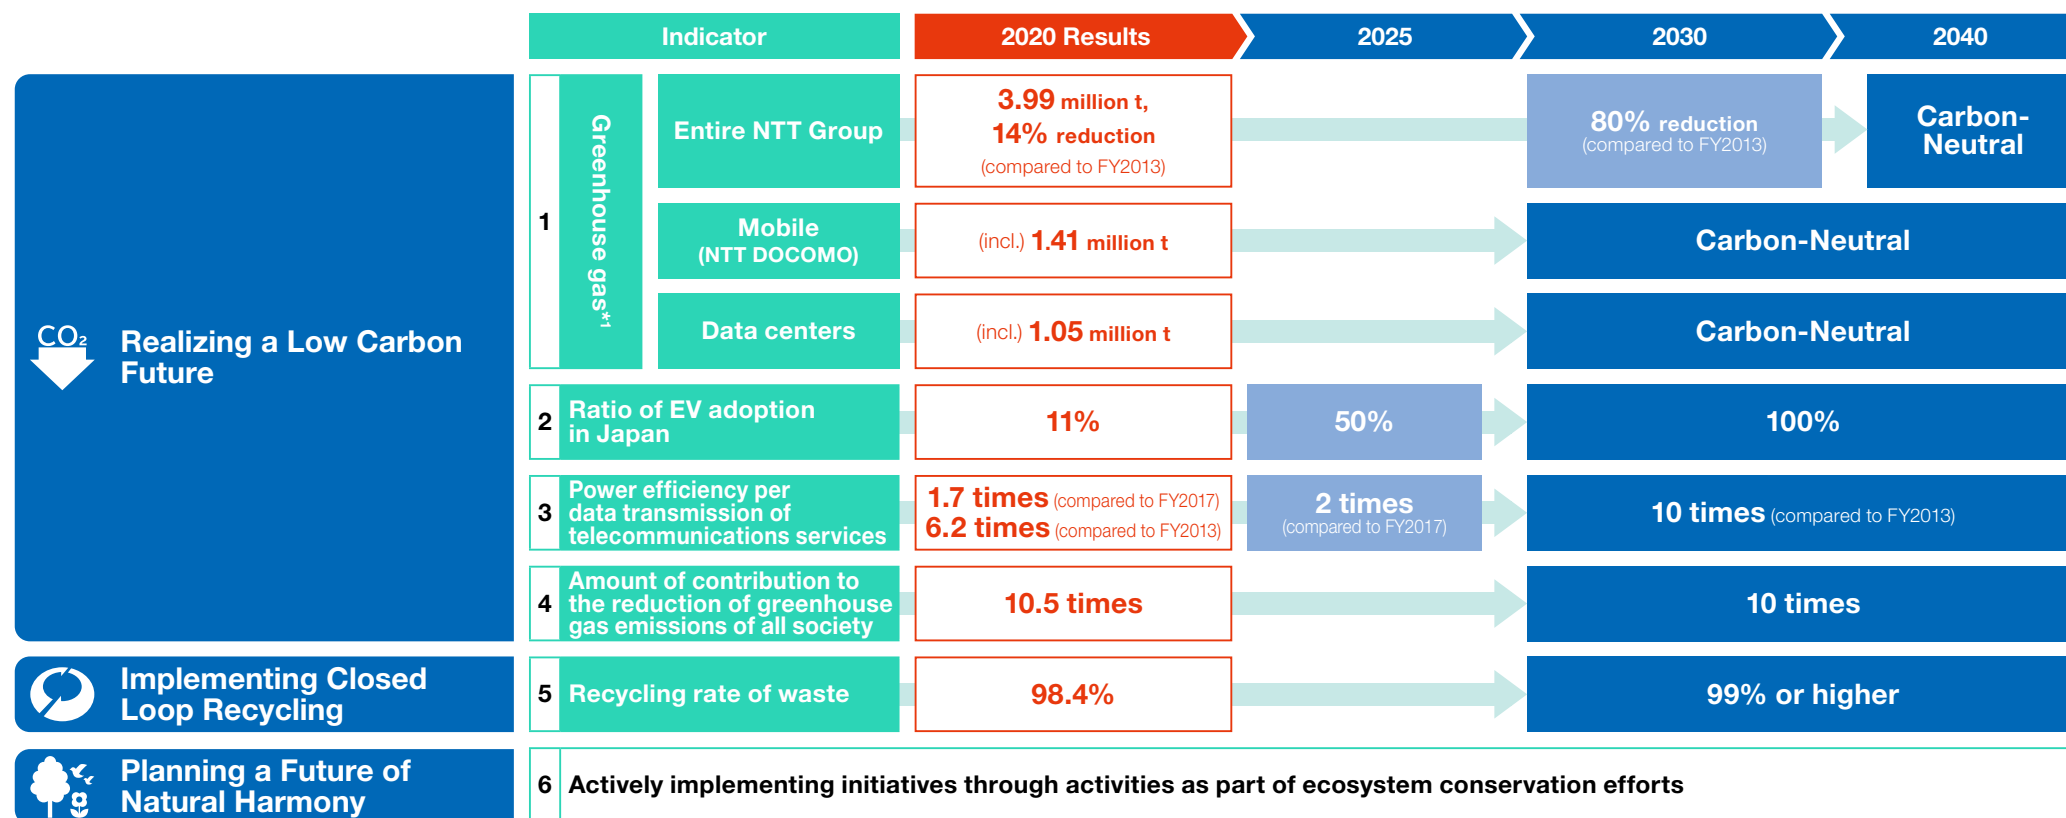 Indicator
2020 Results
2025
2030
2040
CO₂
Realizing a Low Carbon
Future
1
Greenhouse gas*1
Entire NTT Group
3.99 million t,
14% reduction
(compared to FY2013)
80% reduction
(compared to FY2013)
Carbon-
Neutral
Mobile
(NTT DOCOMO)
(incl.) 1.41 million t
Carbon-Neutral
Data centers
(incl.) 1.05 million t
Carbon-Neutral
2
Ratio of EV adoption
in Japan
11%
50%
100%
3
Power efficiency per
data transmission of
telecommunications services
1.7 times (compared to FY2017)
6.2 times (compared to FY2013)
2 times
(compared to FY2017)
10 times (compared to FY2013)
4
Amount of contribution to
the reduction of greenhouse
gas emissions of all society
10.5 times
10 times
Implementing Closed
Loop Recycling
5
Recycling rate of waste
98.4%
99% or higher
Planning a Future of
Natural Harmony
6
Actively implementing initiatives through activities as part of ecosystem conservation efforts